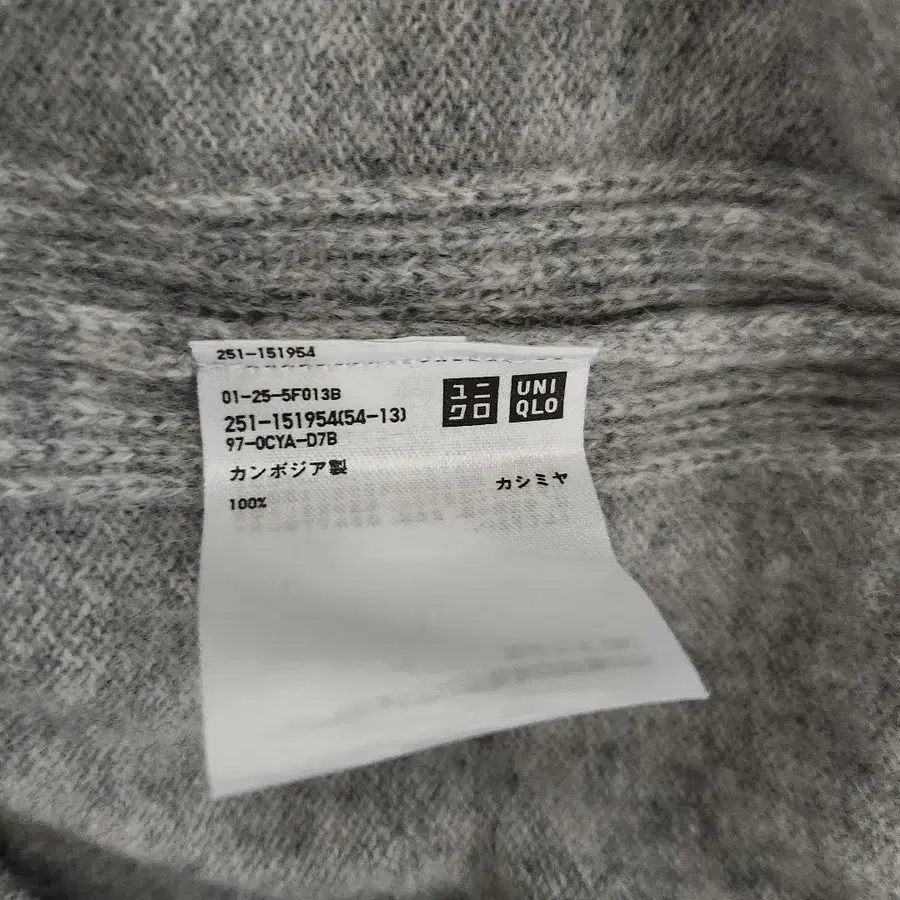 251-151954
01-25-5F013B
251-151954(54-13)
97-0CYA-D7B
ユニ
クロ
UNI
QLO
カンボジア製
カシミヤ
100%